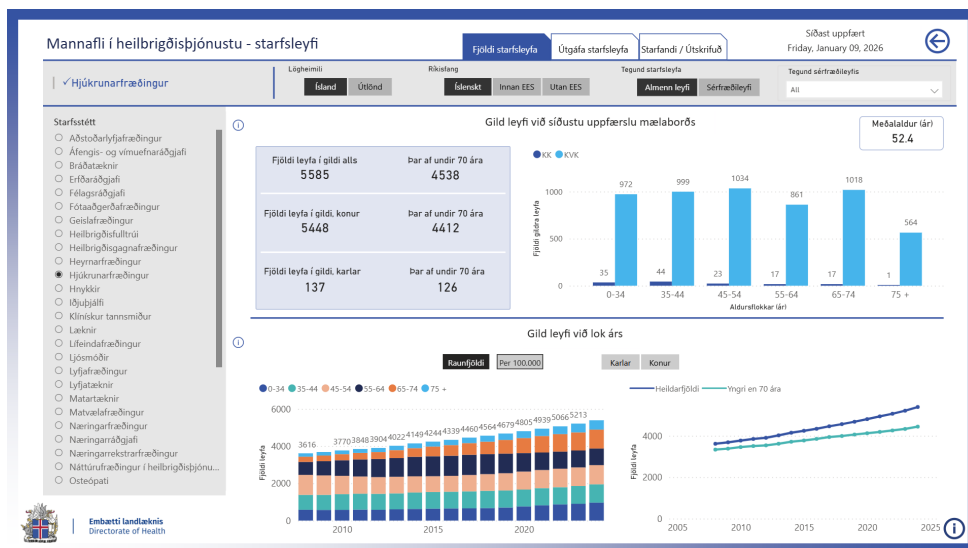 Mannafli í heilbrigðisþjónustu - starfsleyfi
Fjöldi starfsleyfa
Útgáfa starfsleyfa
Starfandi / Útskrifuð
Síðast uppfært
Friday, January 09, 2026
✓Hjúkrunarfræðingur
Lögheimili
Ísland
Útlönd
Ríkisfang
Íslenskt
Innan EES
Utan EES
Tegund starfsleyfa
Almenn leyfi
Sérfræðileyfi
Tegund sérfræðileyfis
All
Starfsstétt
Aðstoðarlyfjafræðingur
Áfengis- og vímuefnaráðgjafi
Bráðatæknir
Erfðaráðgjafi
Félagsráðgjafi
Fótaaðgerðafræðingur
Geislafræðingur
Heilbrigðisfulltrúi
Heilbrigðisgagnafræðingur
Heyrnarfræðingur
Hjúkrunarfræðingur
Hnykkir
Iðjuþjálfi
Klínískur tannsmiður
Læknir
Lífeindafræðingur
Ljósmóðir
Lyfjafræðingur
Lyfjatæknir
Matartæknir
Matvælafræðingur
Næringarfræðingur
Næringarráðgjafi
Næringarrekstrarfræðingur
Náttúrufræðingur í heilbrigðisþjónu...
Osteópati
Gild leyfi við síðustu uppfærslu mælaborðs
Meðalaldur (ár)
52.4
Fjöldi leyfa í gildi alls
5585
Þar af undir 70 ára
4538
Fjöldi leyfa í gildi, konur
5448
Þar af undir 70 ára
4412
Fjöldi leyfa í gildi, karlar
137
Þar af undir 70 ára
126
KK KVK
Fjöldi gildra leyfa
1000
500
0
35 972
44 999
23 1034
17 861
17 1018
1 564
0-34 35-44 45-54 55-64 65-74 75 +
Aldursflokkar (ár)
Gild leyfi við lok árs
Raunfjöldi
Per 100.000
Karlar
Konur
0-34 35-44 45-54 55-64 65-74 75 +
Fjöldi leyfa
6000
4000
2000
0
3616 3770 3848 3904 4022 4149 4244 4339 4460 4564 4679 4805 4939 5066 5213
2010 2015 2020
Heildarfjöldi Yngri en 70 ára
Fjöldi leyfa
4000
2000
0
2005 2010 2015 2020 2025
Embætti landlæknis
Directorate of Health